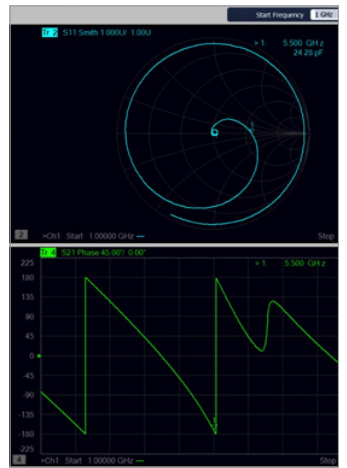 Start Frequency 1 GHz
Tr 2 S11 Smith 1.000U/ 1.00U
> 1: 5.500 GHz
24.28 pF
1
2 >Ch1: Start 1.00000 GHz — Stop
Tr 4 S21 Phase 45.00°/ 0.00°
> 1: 5.500 GHz
225
180
135
90
45
0
-45
-90
-135
-180
-225
1
4 >Ch1: Start 1.00000 GHz — Stop